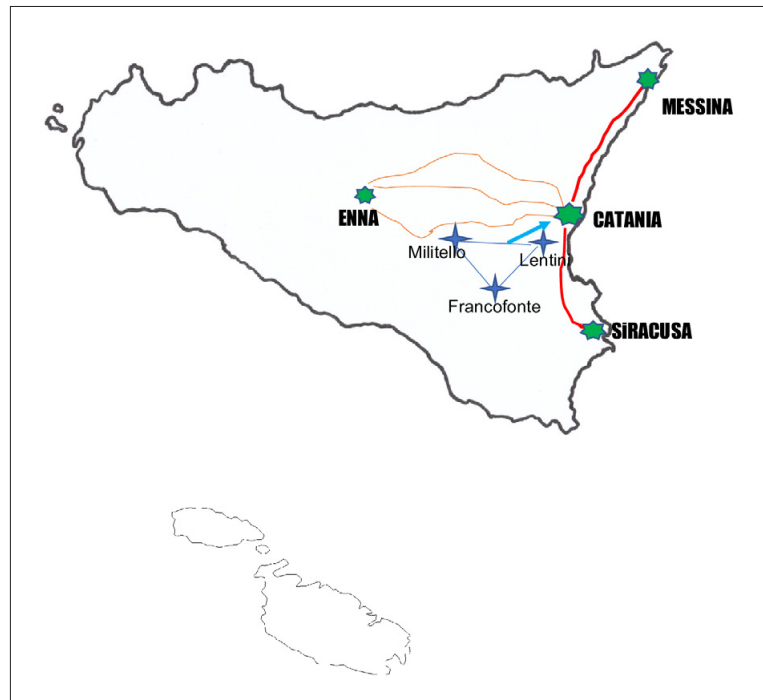 MESSINA
ENNA
CATANIA
Militello
Lentini
Francofonte
SiRACUSA